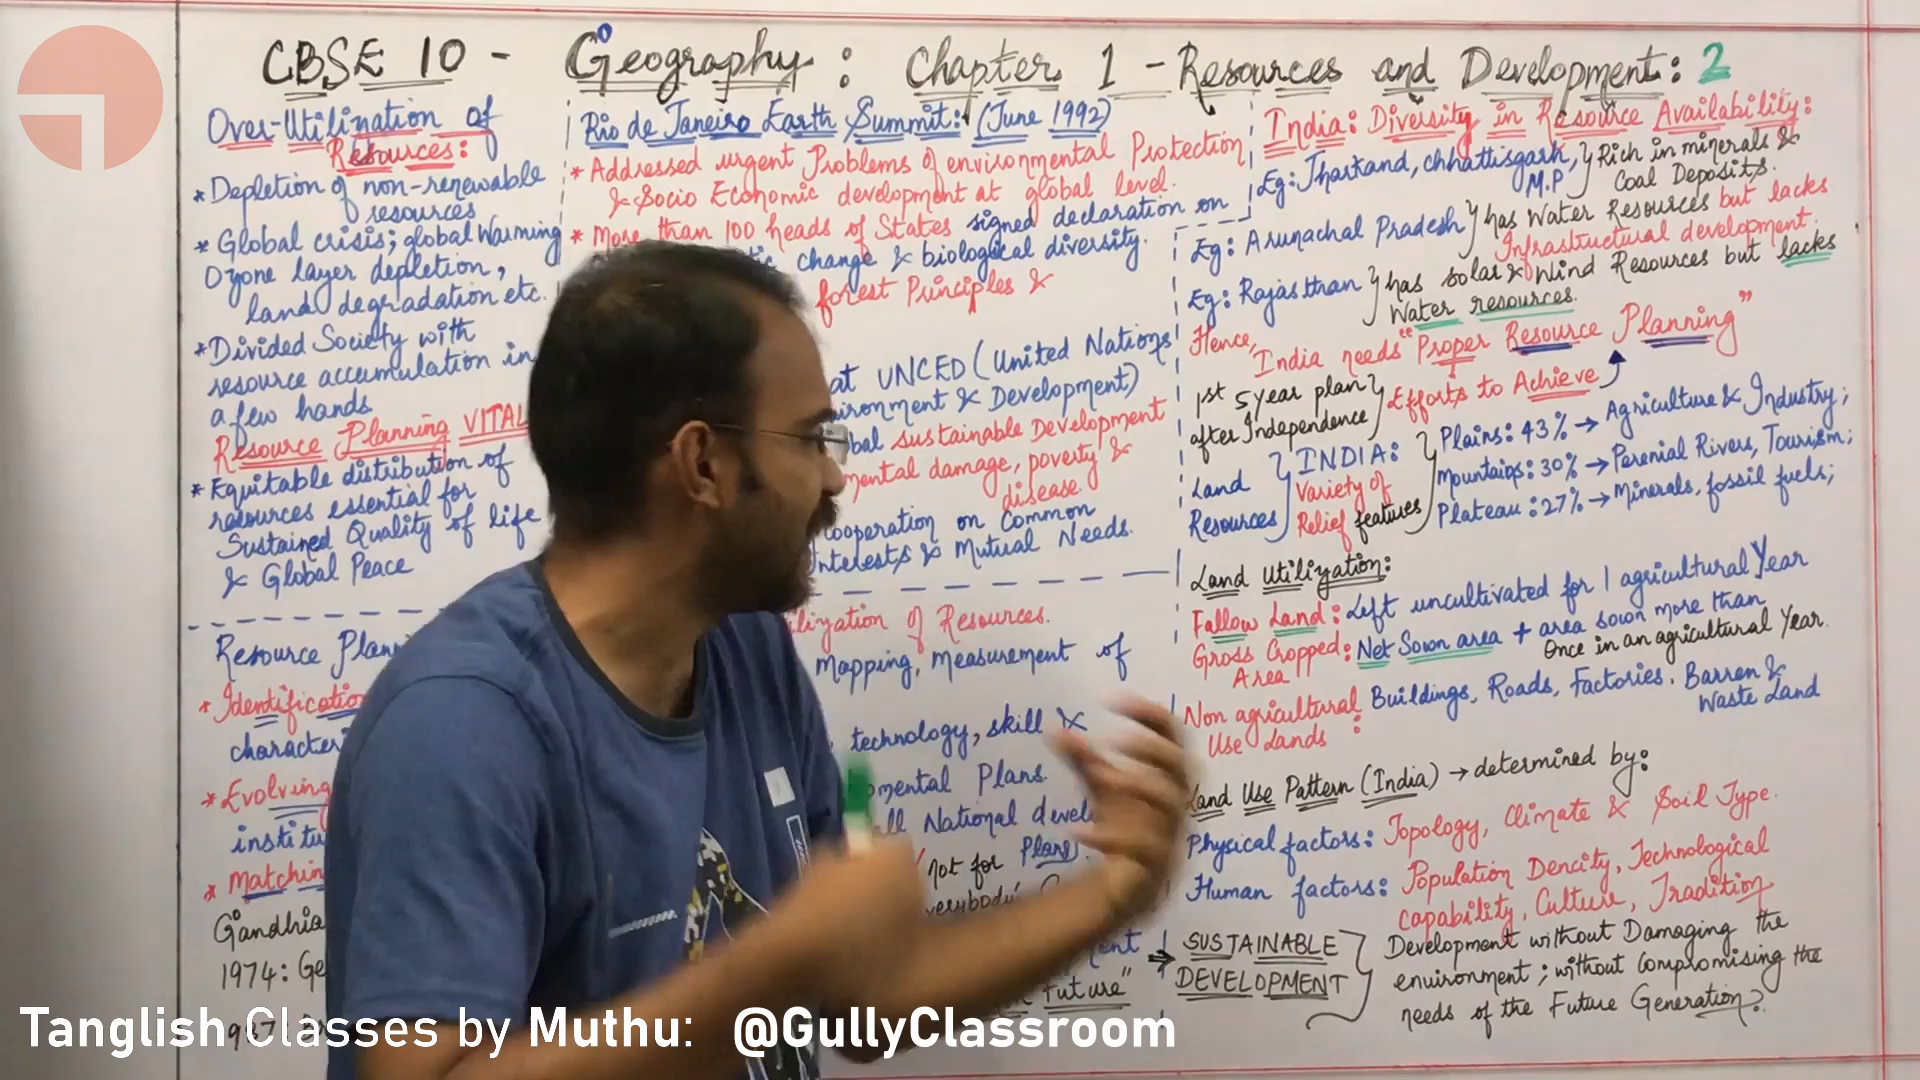 CBSE 10 - Geography : Chapter 1 - Resources and Development: 2
Over-Utilization of
Resources:
* Depletion of non-renewable
resources
* Global crisis; global warming
Ozone layer depletion,
land degradation etc.
* Divided Society with
resource accumulation in
a few hands
Resource Planning VITAL
* Equitable distribution of
resources essential for
Sustained Quality of life
& Global Peace
Resource Plan
* Identification
characteri
* Evolving
institu
* Matchin
Gandhia
1974: Ge
Rio de Janeiro Earth Summit: (June 1992)
* Addressed urgent Problems of environmental Protection
& Socio Economic development at global level.
* More than 100 heads of States signed declaration on
change & biological diversity.
forest Principles &
at UNCED (United Nations
ironment & Development)
bal sustainable Development
mental damage, poverty &
disease.
cooperation on Common
nterests & Mutual Needs.
ilization of Resources.
Mapping, Measurement of
technology, skill &
pmental Plans.
all National devel
Plans.
not for
verybody's
ment
Future"
India: Diversity in Resource Availability:
Eg: Jharkand, chhattisgarh, M.P } Rich in minerals &
Coal Deposits.
Eg: Arunachal Pradesh } has Water Resources but lacks
Infrastructural development.
Eg: Rajasthan } has solar & Wind Resources but lacks
Water resources.
Hence,
India needs "Proper Resource Planning"
1st 5 year plan
after Independence } Efforts to Achieve
Land
Resources } INDIA:
Variety of
Relief features
Plains: 43% → Agriculture & Industry;
Mountains: 30% → Perenial Rivers, Tourism;
Plateau: 27% → Minerals, fossil fuels;
Land Utilization:
Fallow Land: Left uncultivated for 1 agricultural Year
Gross Cropped: Net Sown area + area sown more than
Area Once in an agricultural Year.
Non agricultural Buildings, Roads, Factories. Barren &
Use Lands : Waste Land
Land Use Pattern (India) → determined by:
Physical factors: Topology, Climate & Soil Type.
Human factors: Population Dencity, Technological
capability, Culture, Tradition
→ SUSTAINABLE
DEVELOPMENT } Development without Damaging the
environment; without compromising the
needs of the Future Generation.
Tanglish Classes by Muthu: @GullyClassroom